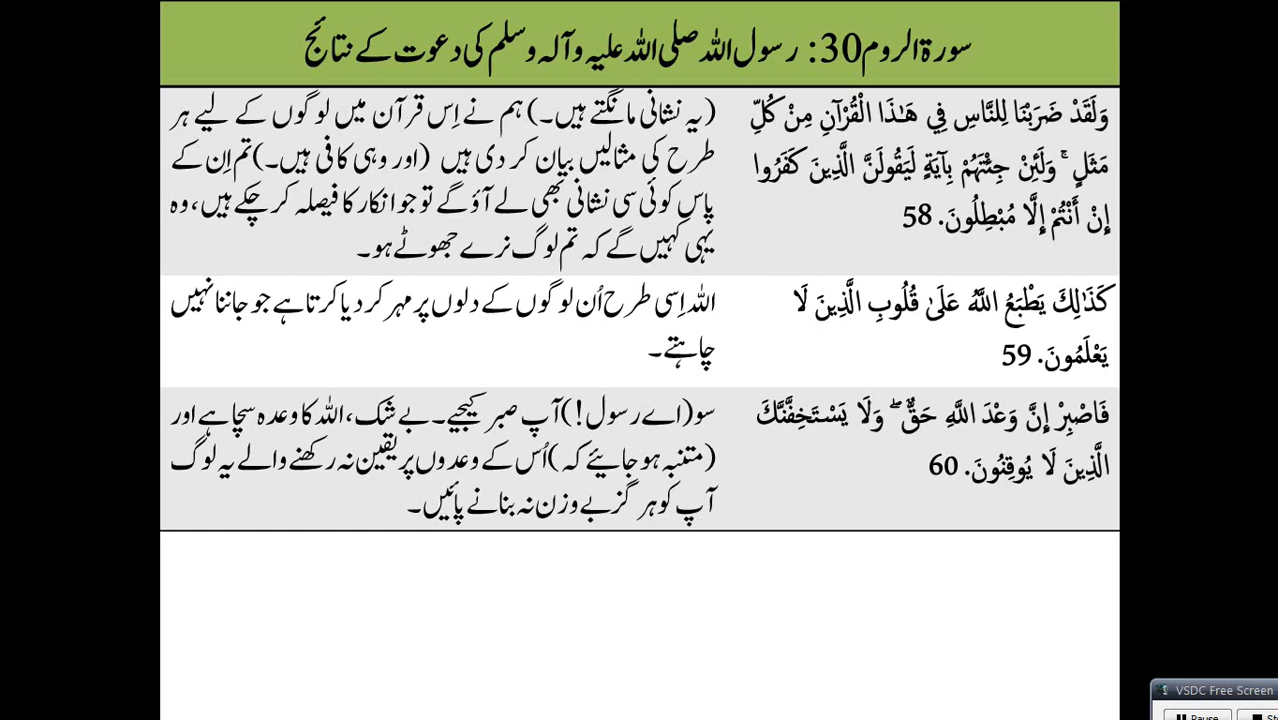 سورۃ الروم 30: رسول اللہ صلی اللہ علیہ و آلہ وسلم کی دعوت کے نتائج
وَلَقَدْ ضَرَبْنَا لِلنَّاسِ فِي هَٰذَا الْقُرْآنِ مِنْ كُلِّ
مَثَلٍ ۚ وَلَئِنْ جِئْتَهُمْ بِآيَةٍ لَيَقُولَنَّ الَّذِينَ كَفَرُوا
إِنْ أَنْتُمْ إِلَّا مُبْطِلُونَ. 58
(یہ نشانی مانگتے ہیں۔) ہم نے اِس قرآن میں لوگوں کے لیے ہر
طرح کی مثالیں بیان کر دی ہیں (اور وہی کافی ہیں۔) تم اِن کے
پاس کوئی سی نشانی بھی لے آؤ گے تو جو انکار کا فیصلہ کر چکے ہیں، وہ
یہی کہیں گے کہ تم لوگ نرے جھوٹے ہو۔
كَذَٰلِكَ يَطْبَعُ اللَّهُ عَلَىٰ قُلُوبِ الَّذِينَ لَا
يَعْلَمُونَ. 59
اللہ اِسی طرح اُن لوگوں کے دلوں پر مہر کر دیا کرتا ہے جو جاننا نہیں
چاہتے۔
فَاصْبِرْ إِنَّ وَعْدَ اللَّهِ حَقٌّ ۖ وَلَا يَسْتَخِفَّنَّكَ
الَّذِينَ لَا يُوقِنُونَ. 60
سو (اے رسول!) آپ صبر کیجیے۔ بے شک، اللہ کا وعدہ سچا ہے اور
(متنبہ ہو جایئے کہ) اُس کے وعدوں پر یقین نہ رکھنے والے یہ لوگ
آپ کو ہر گز بے وزن نہ بنانے پائیں۔
VSDC Free Screen
Pause